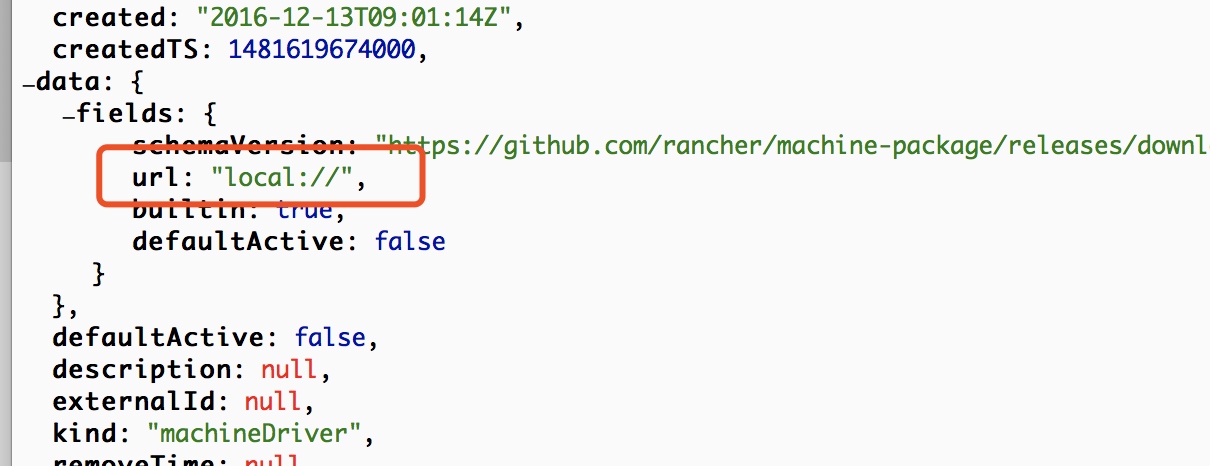 created: "2016-12-13T09:01:14Z",
createdTS: 1481619674000,
–data: {
–fields: {
schemaVersion: "https://github.com/rancher/machine-package/releases/downl
url: "local://",
builtin: true,
defaultActive: false
}
},
defaultActive: false,
description: null,
externalId: null,
kind: "machineDriver",
removeTime: null